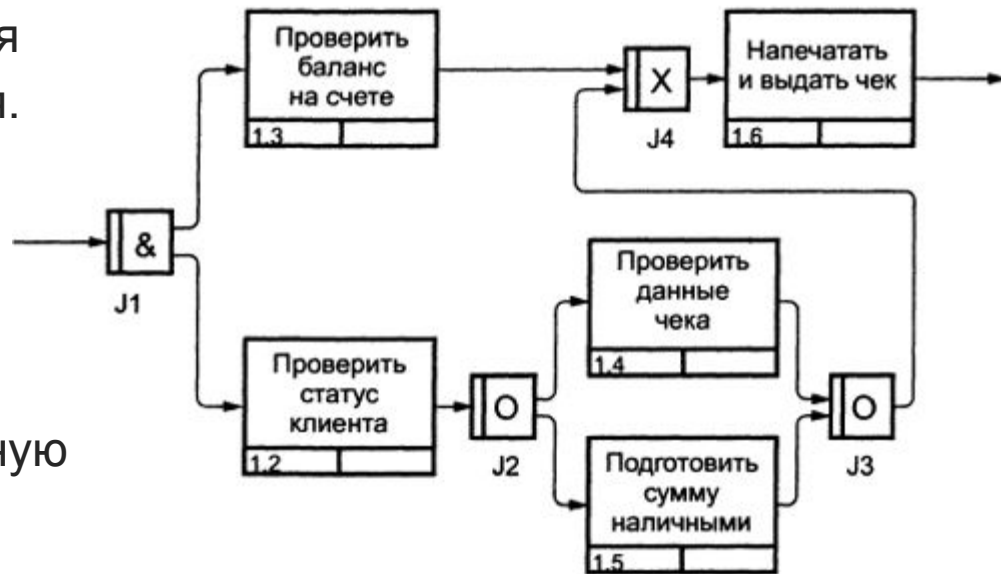 я
Проверить
баланс
на счете
1.3
X
J4
Напечатать
и выдать чек
1.6
&
J1
Проверить
данные
чека
1.4
Проверить
статус
клиента
1.2
O
J2
O
J3
ную
Подготовить
сумму
наличными
1.5